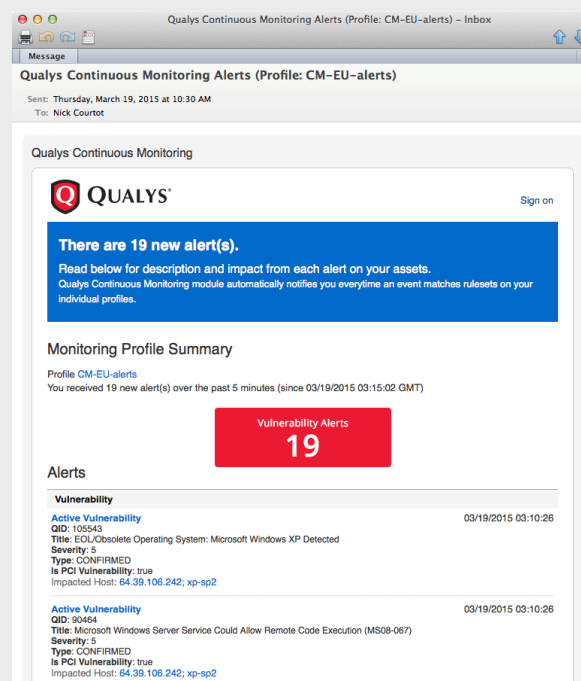 Qualys Continuous Monitoring Alerts (Profile: CM-EU-alerts) – Inbox
Message
Qualys Continuous Monitoring Alerts (Profile: CM-EU-alerts)
Sent: Thursday, March 19, 2015 at 10:30 AM
To: Nick Courtot
Qualys Continuous Monitoring
QUALYS®
Sign on
There are 19 new alert(s).
Read below for description and impact from each alert on your assets.
Qualys Continuous Monitoring module automatically notifies you everytime an event matches rulesets on your
individual profiles.
Monitoring Profile Summary
Profile CM-EU-alerts
You received 19 new alert(s) over the past 5 minutes (since 03/19/2015 03:15:02 GMT)
Vulnerability Alerts
19
Alerts
Vulnerability
Active Vulnerability 03/19/2015 03:10:26
QID: 105543
Title: EOL/Obsolete Operating System: Microsoft Windows XP Detected
Severity: 5
Type: CONFIRMED
Is PCI Vulnerability: true
Impacted Host: 64.39.106.242; xp-sp2
Active Vulnerability 03/19/2015 03:10:26
QID: 90464
Title: Microsoft Windows Server Service Could Allow Remote Code Execution (MS08-067)
Severity: 5
Type: CONFIRMED
Is PCI Vulnerability: true
Impacted Host: 64.39.106.242; xp-sp2